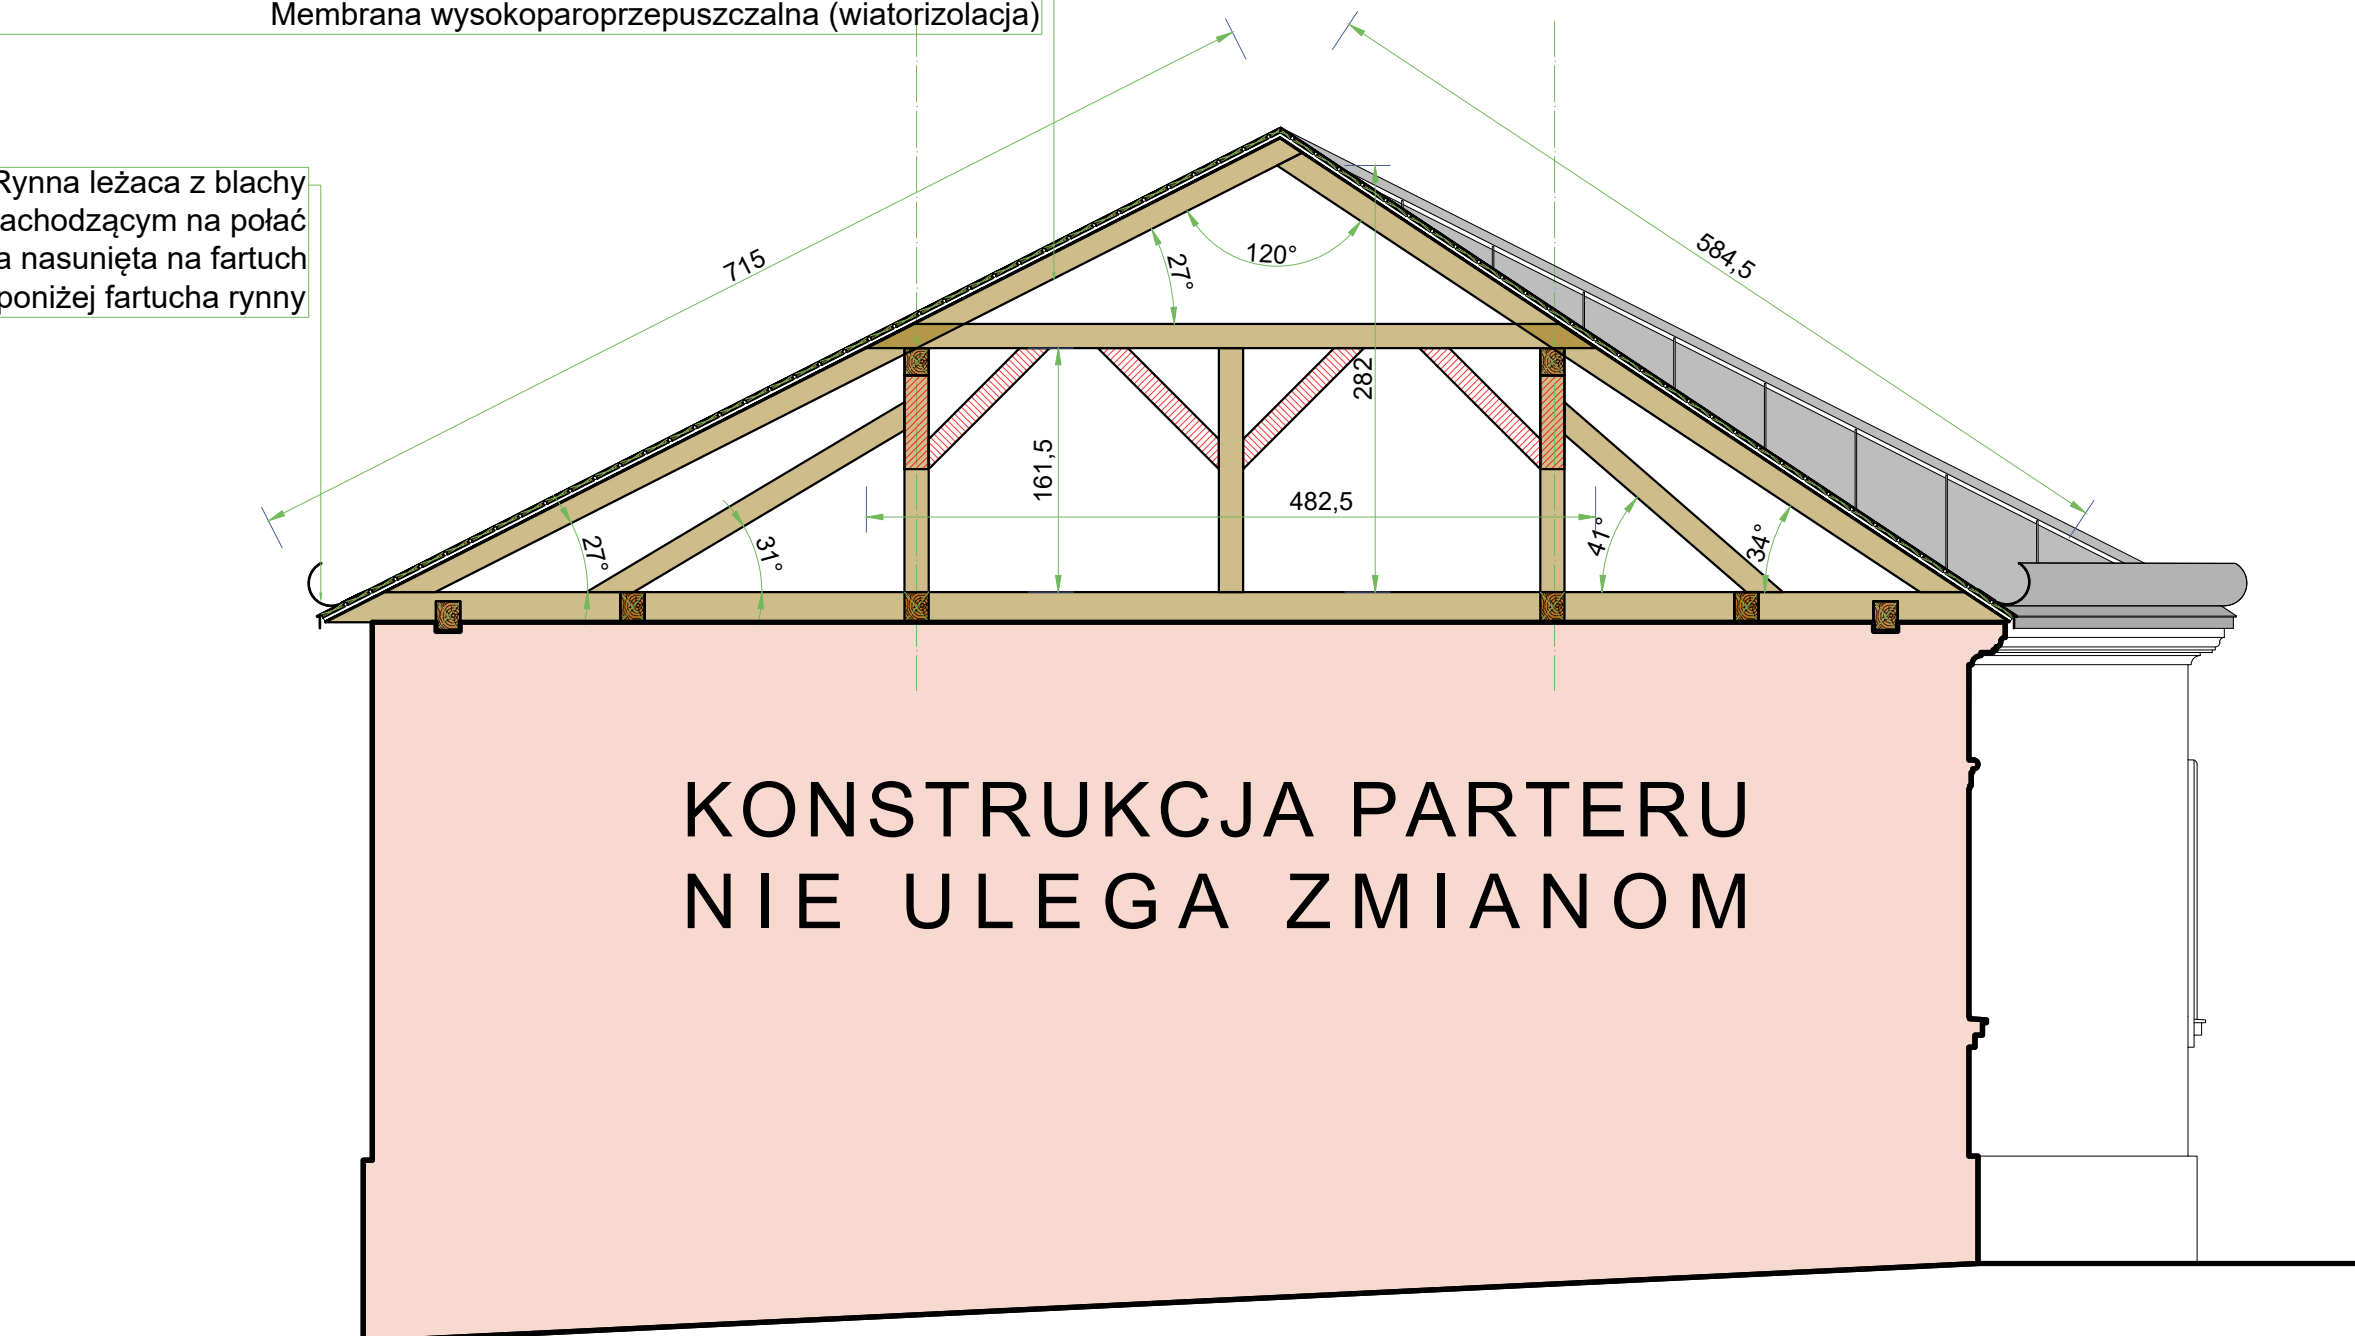 Membrana wysokoparoprzepuszczalna (wiatorizolacja)
Rynna leżaca z blachy
achodzącym na połać
a nasunięta na fartuch
poniżej fartucha rynny
715
584,5
120°
27°
282
161,5
482,5
27°
31°
41°
34°
KONSTRUKCJA PARTERU
NIE ULEGA ZMIANOM